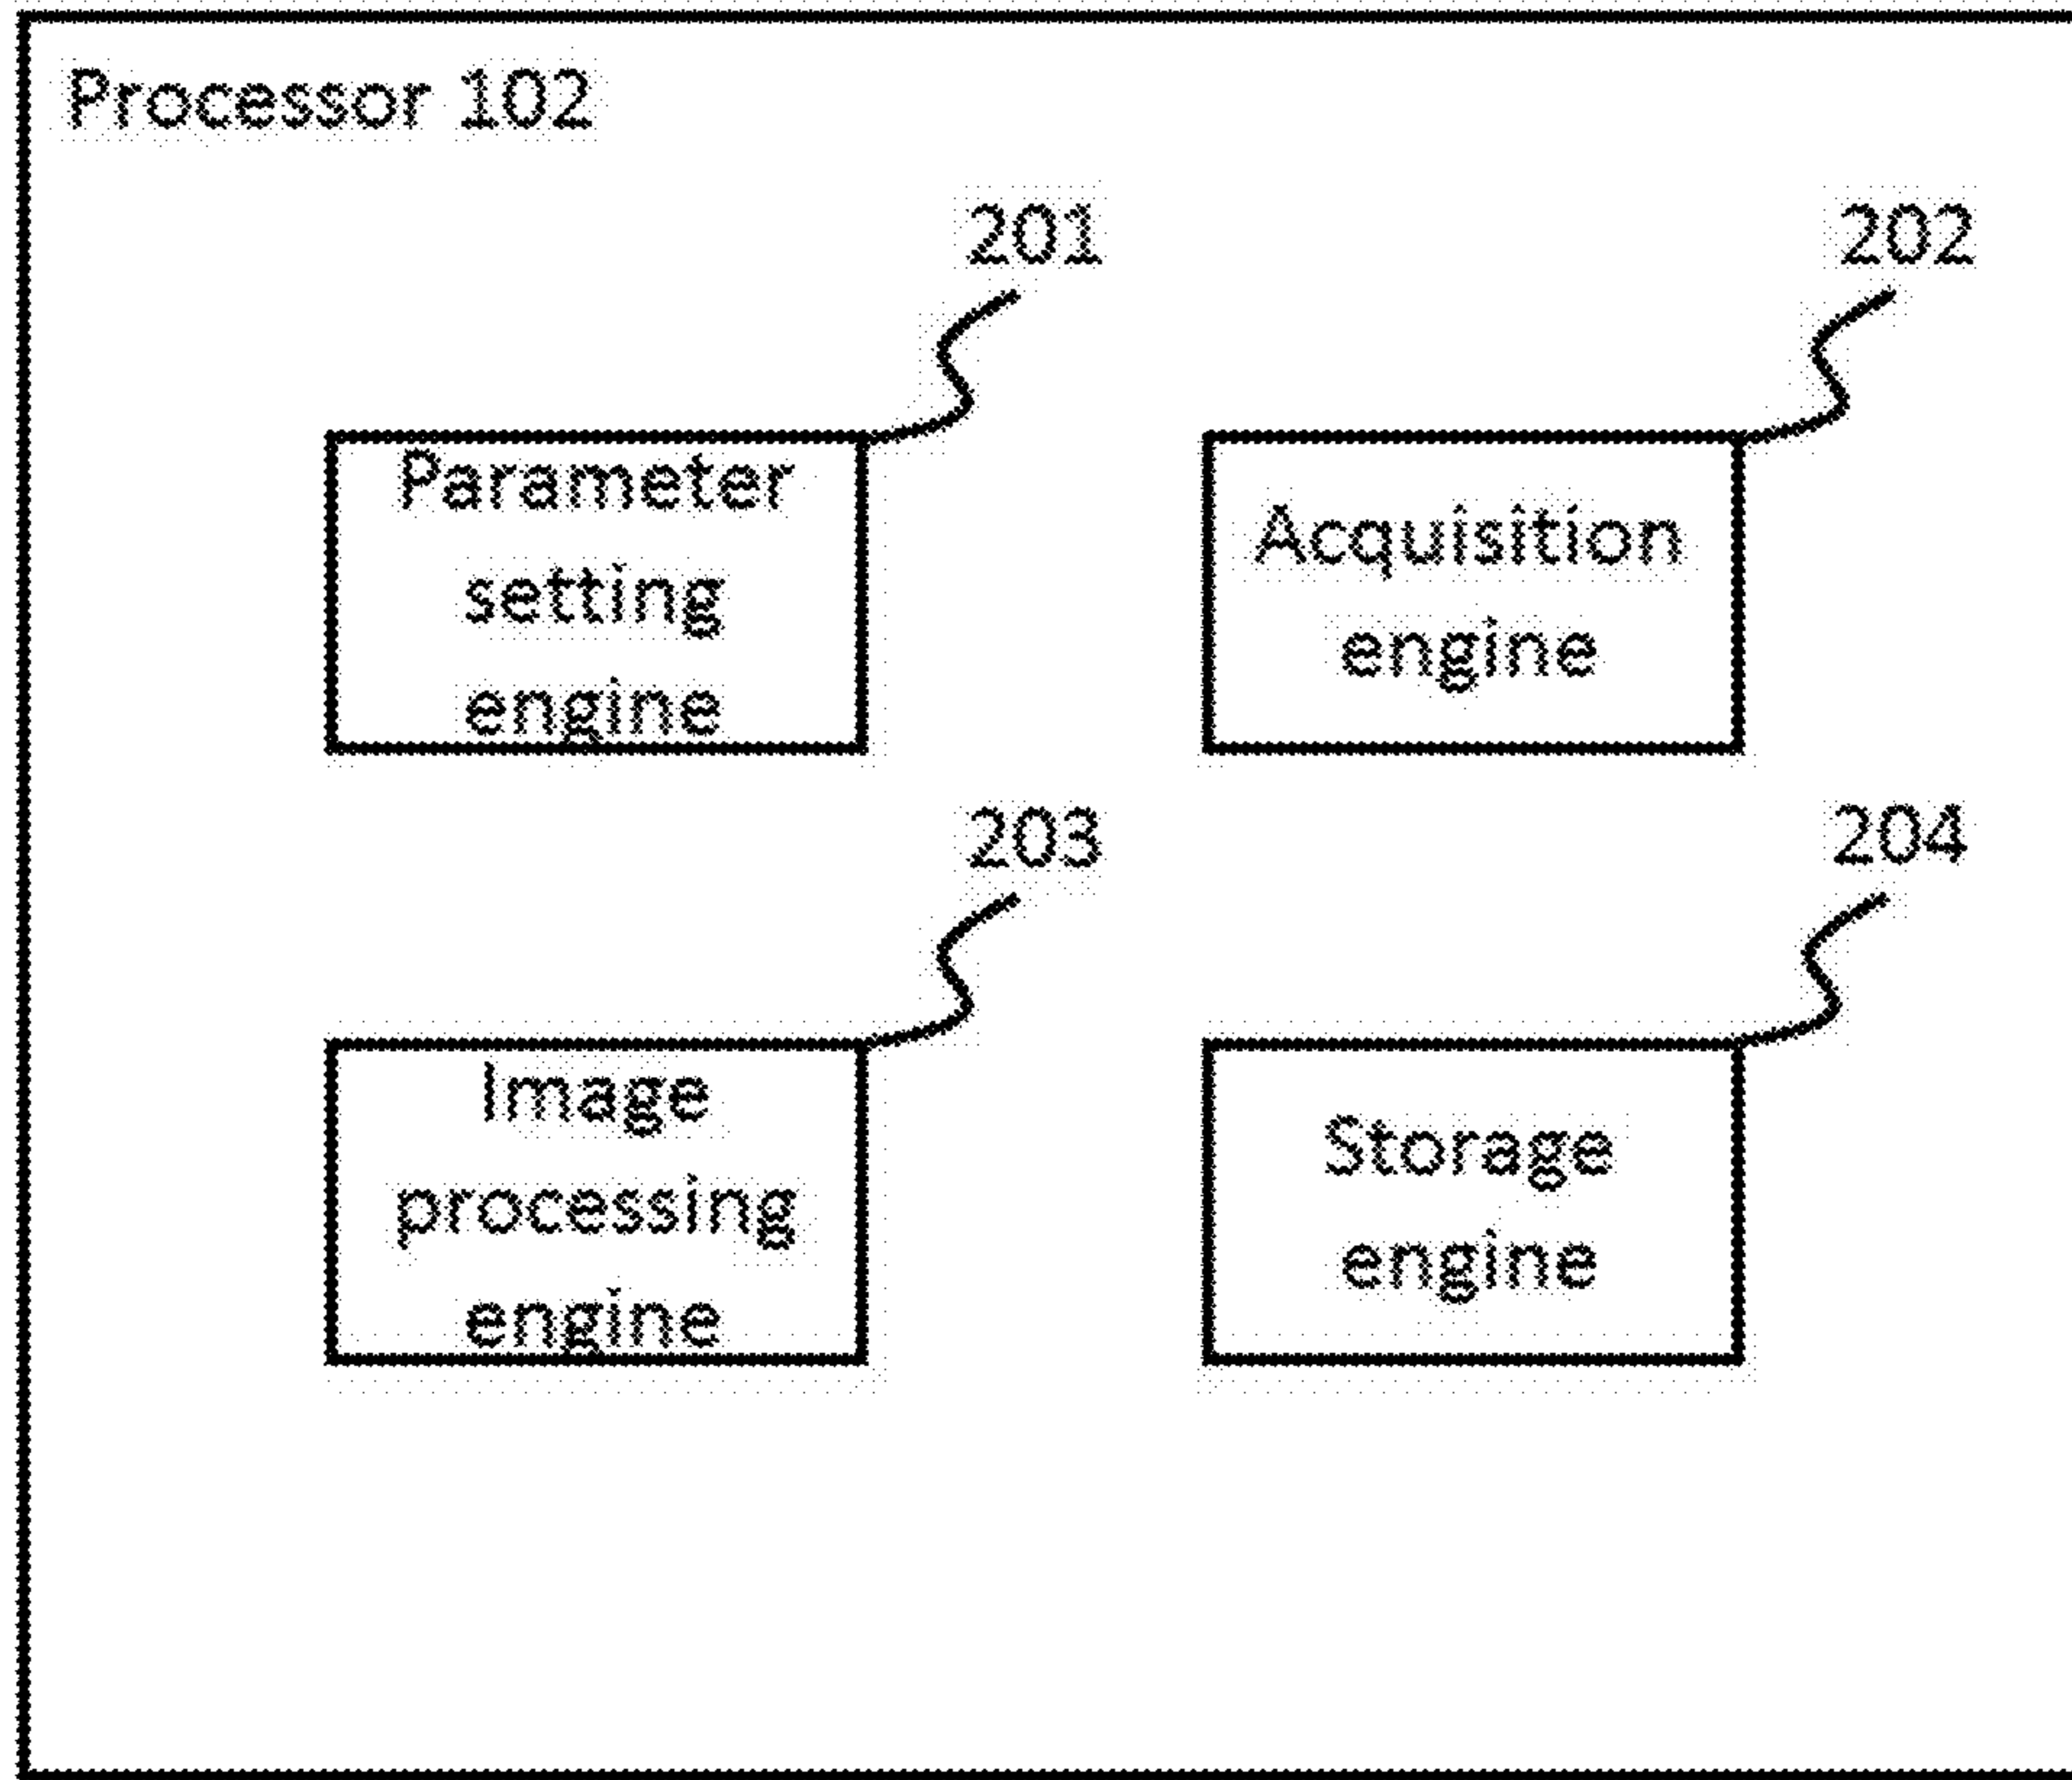 Processor 102
201
202
Parameter
setting
engine
Acquisition
engine
203
204
Image
processing
engine
Storage
engine